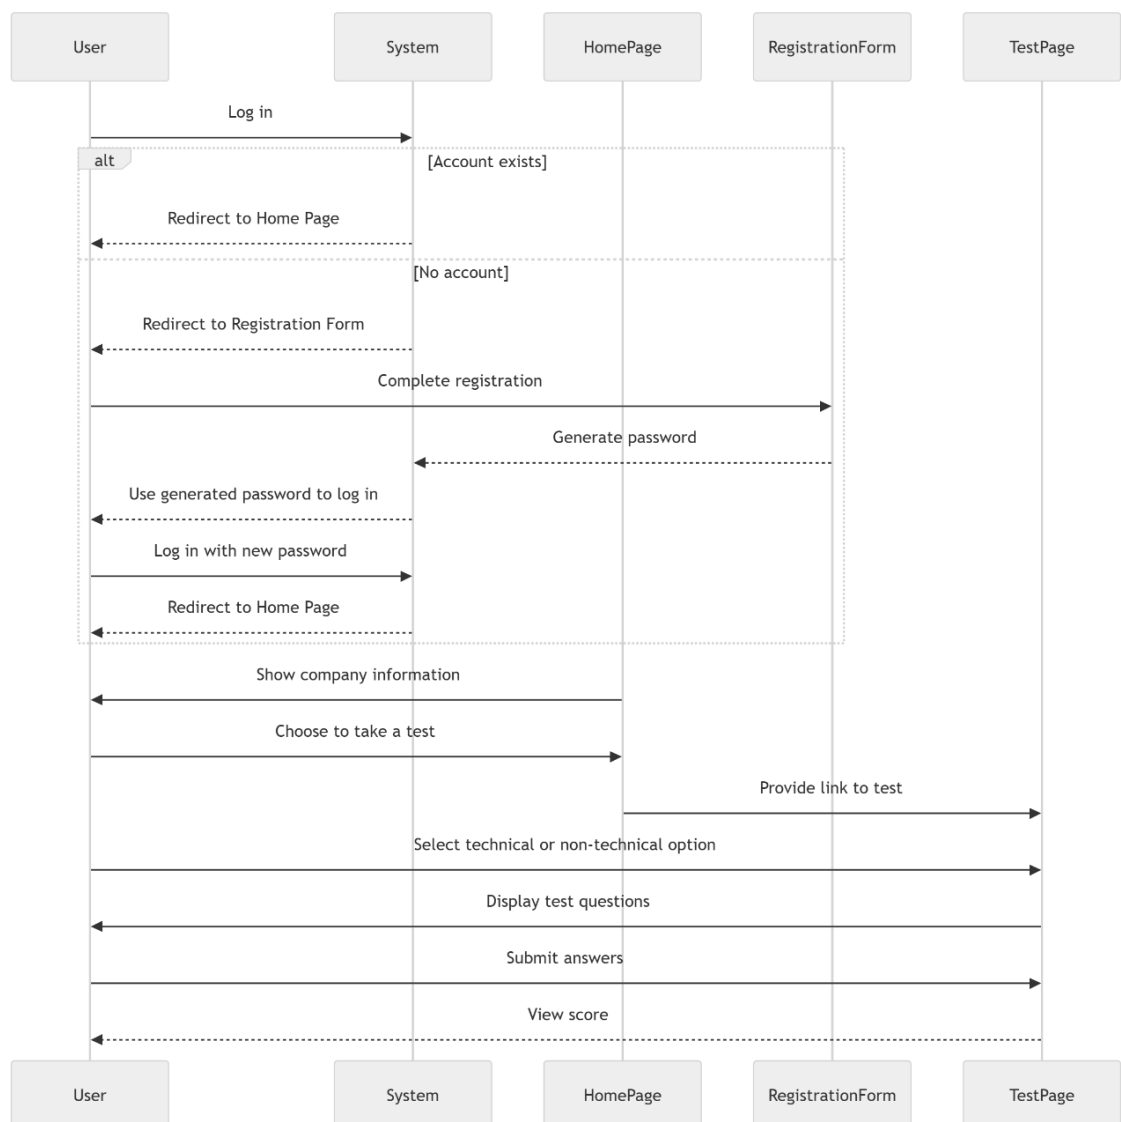 User System HomePage RegistrationForm TestPage
Log in
alt [Account exists]
Redirect to Home Page
[No account]
Redirect to Registration Form
Complete registration
Generate password
Use generated password to log in
Log in with new password
Redirect to Home Page
Show company information
Choose to take a test
Provide link to test
Select technical or non-technical option
Display test questions
Submit answers
View score
User System HomePage RegistrationForm TestPage